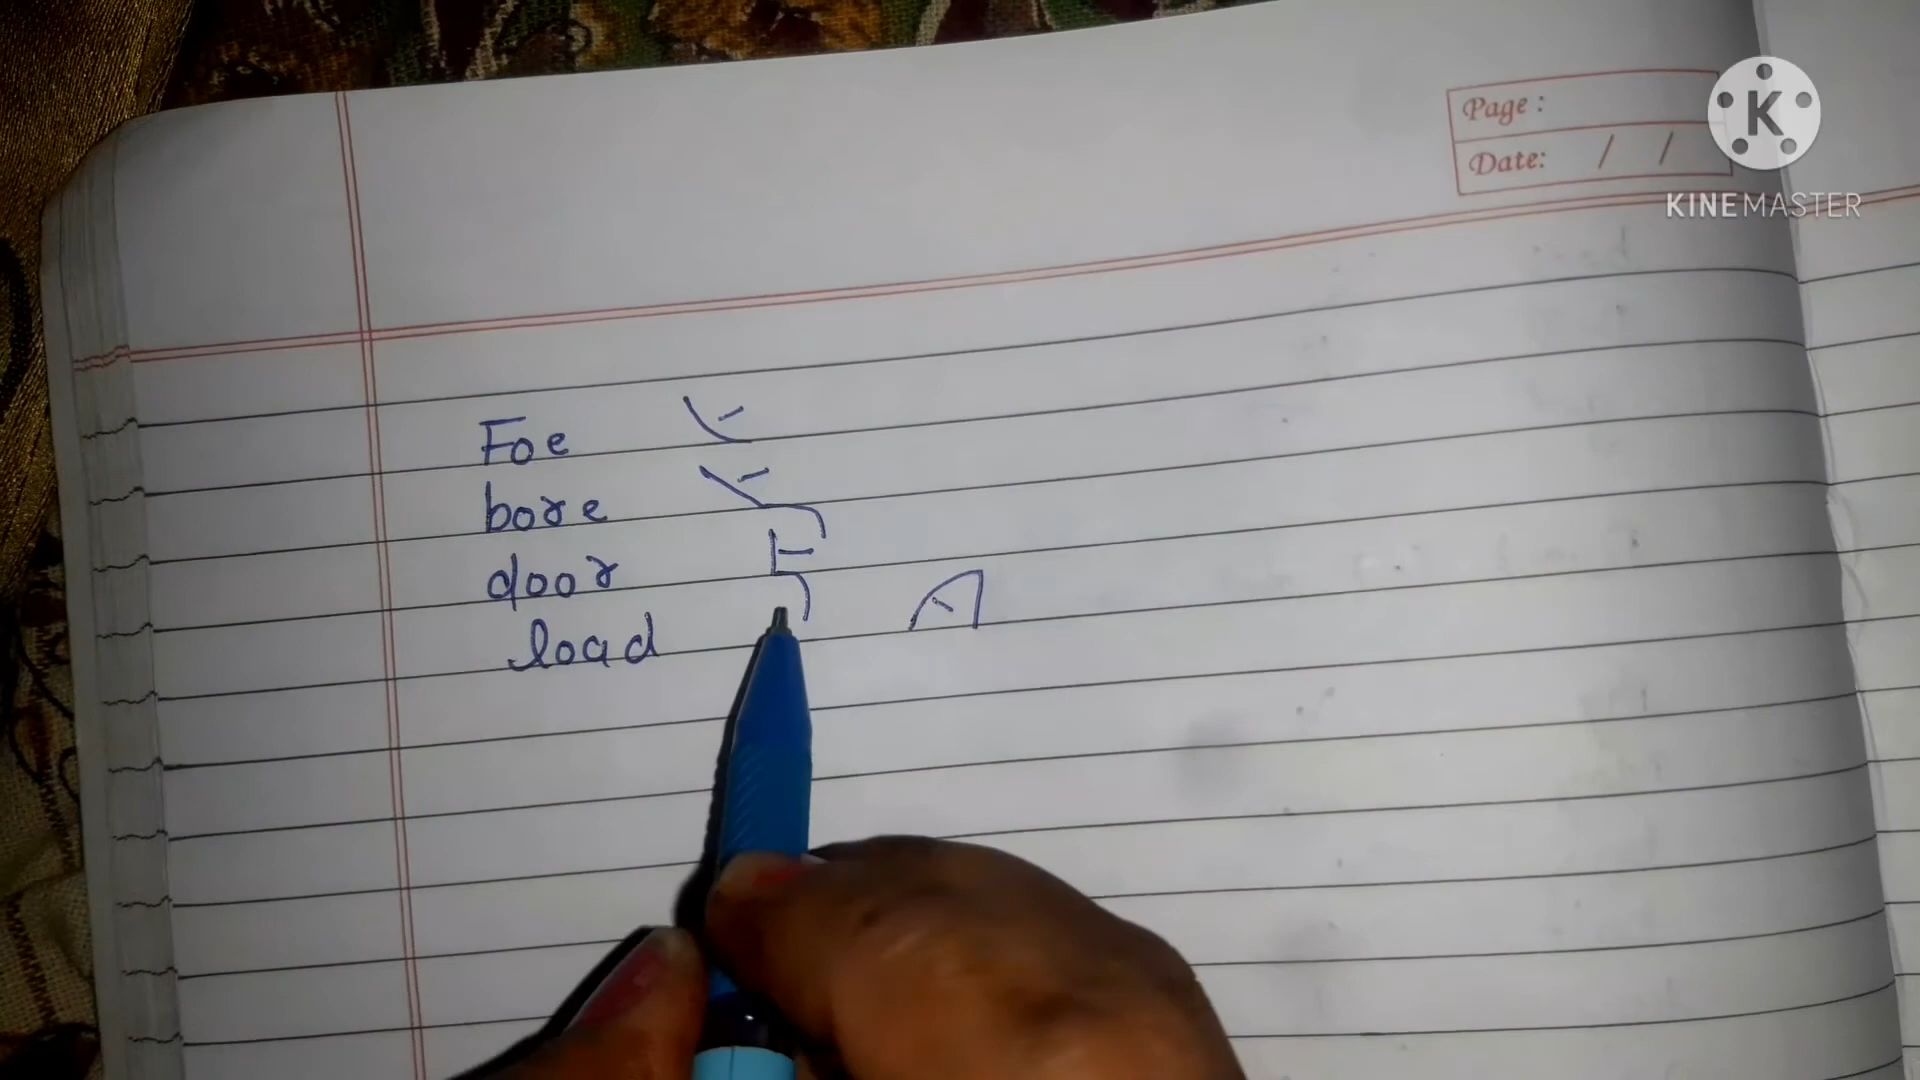 Page :
Date: / /
K
KINEMASTER
Foe
bore
door
load